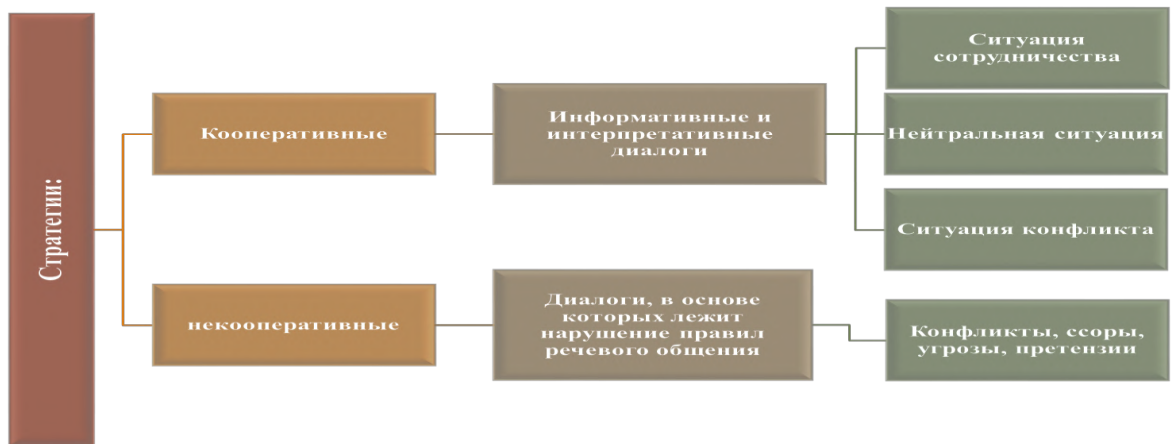 Стратегии:
Кооперативные
Информативные и
интерпретативные
диалоги
Ситуация
сотрудничества
Нейтральная ситуация
Ситуация конфликта
некооперативные
Диалоги, в основе
которых лежит
нарушение правил
речевого общения
Конфликты, ссоры,
угрозы, претензии